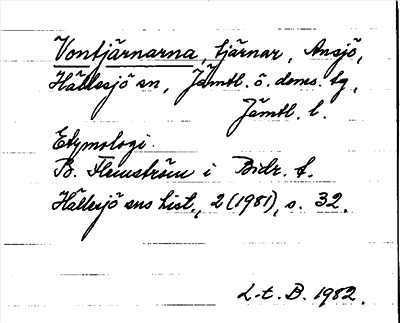 Vontjärnarna, tjärnar, Ansjö,
Hällesjö sn, Jämtl. ö. doms. tg,
Jämtl. l.
Etymologi.
B. Flemström i Bidr. t.
Hällesjö sns hist., 2 (1981), s. 32.
L-t. B. 1982.